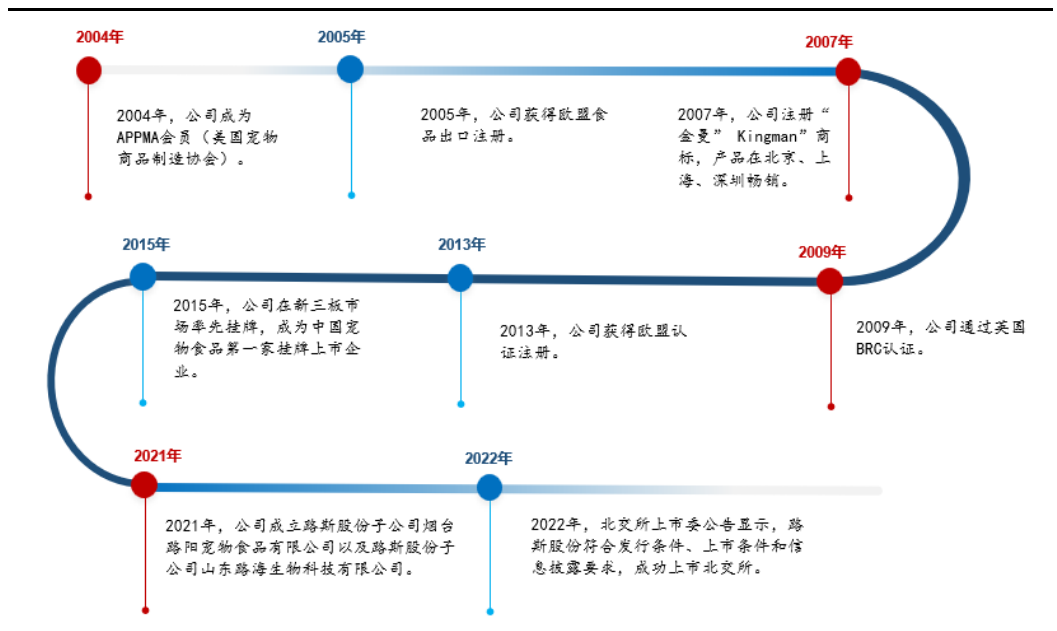 2004年
2004年，公司成为
APPMA会员（美国宠物
商品制造协会）。
2005年
2005年，公司获得欧盟食
品出口注册。
2007年
2007年，公司注册“
金曼” Kingman”商
标，产品在北京、上
海、深圳畅销。
2009年
2009年，公司通过英国
BRC认证。
2013年
2013年，公司获得欧盟认
证注册。
2015年
2015年，公司在新三板市
场率先挂牌，成为中国宠
物食品第一家挂牌上市企
业。
2021年
2021年，公司成立路斯股份子公司烟台
路阳宠物食品有限公司以及路斯股份子
公司山东路海生物科技有限公司。
2022年
2022年，北交所上市委公告显示，路
斯股份符合发行条件、上市条件和信
息披露要求，成功上市北交所。